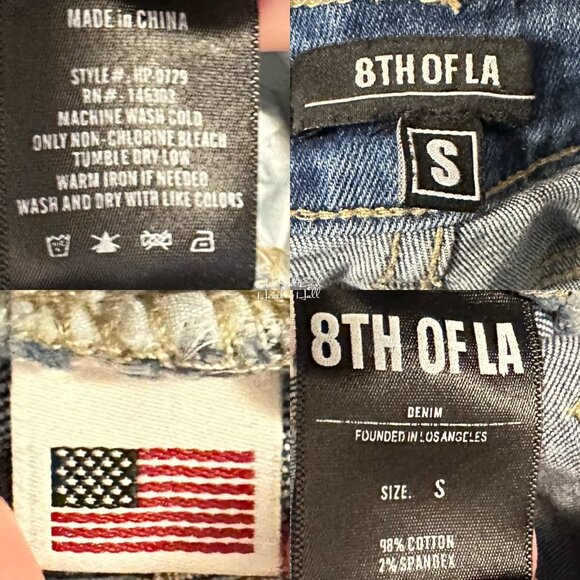 MADE in CHINA
STYLE#: HP-0729
RN#: 146303
MACHINE WASH COLD
ONLY NON-CHLORINE BLEACH
TUMBLE DRY LOW
WARM IRON IF NEEDED
WASH AND DRY WITH LIKE COLORS
8TH OF LA
S
8TH OF LA
DENIM
FOUNDED IN LOS ANGELES
SIZE. S
98% COTTON
2% SPANDEX